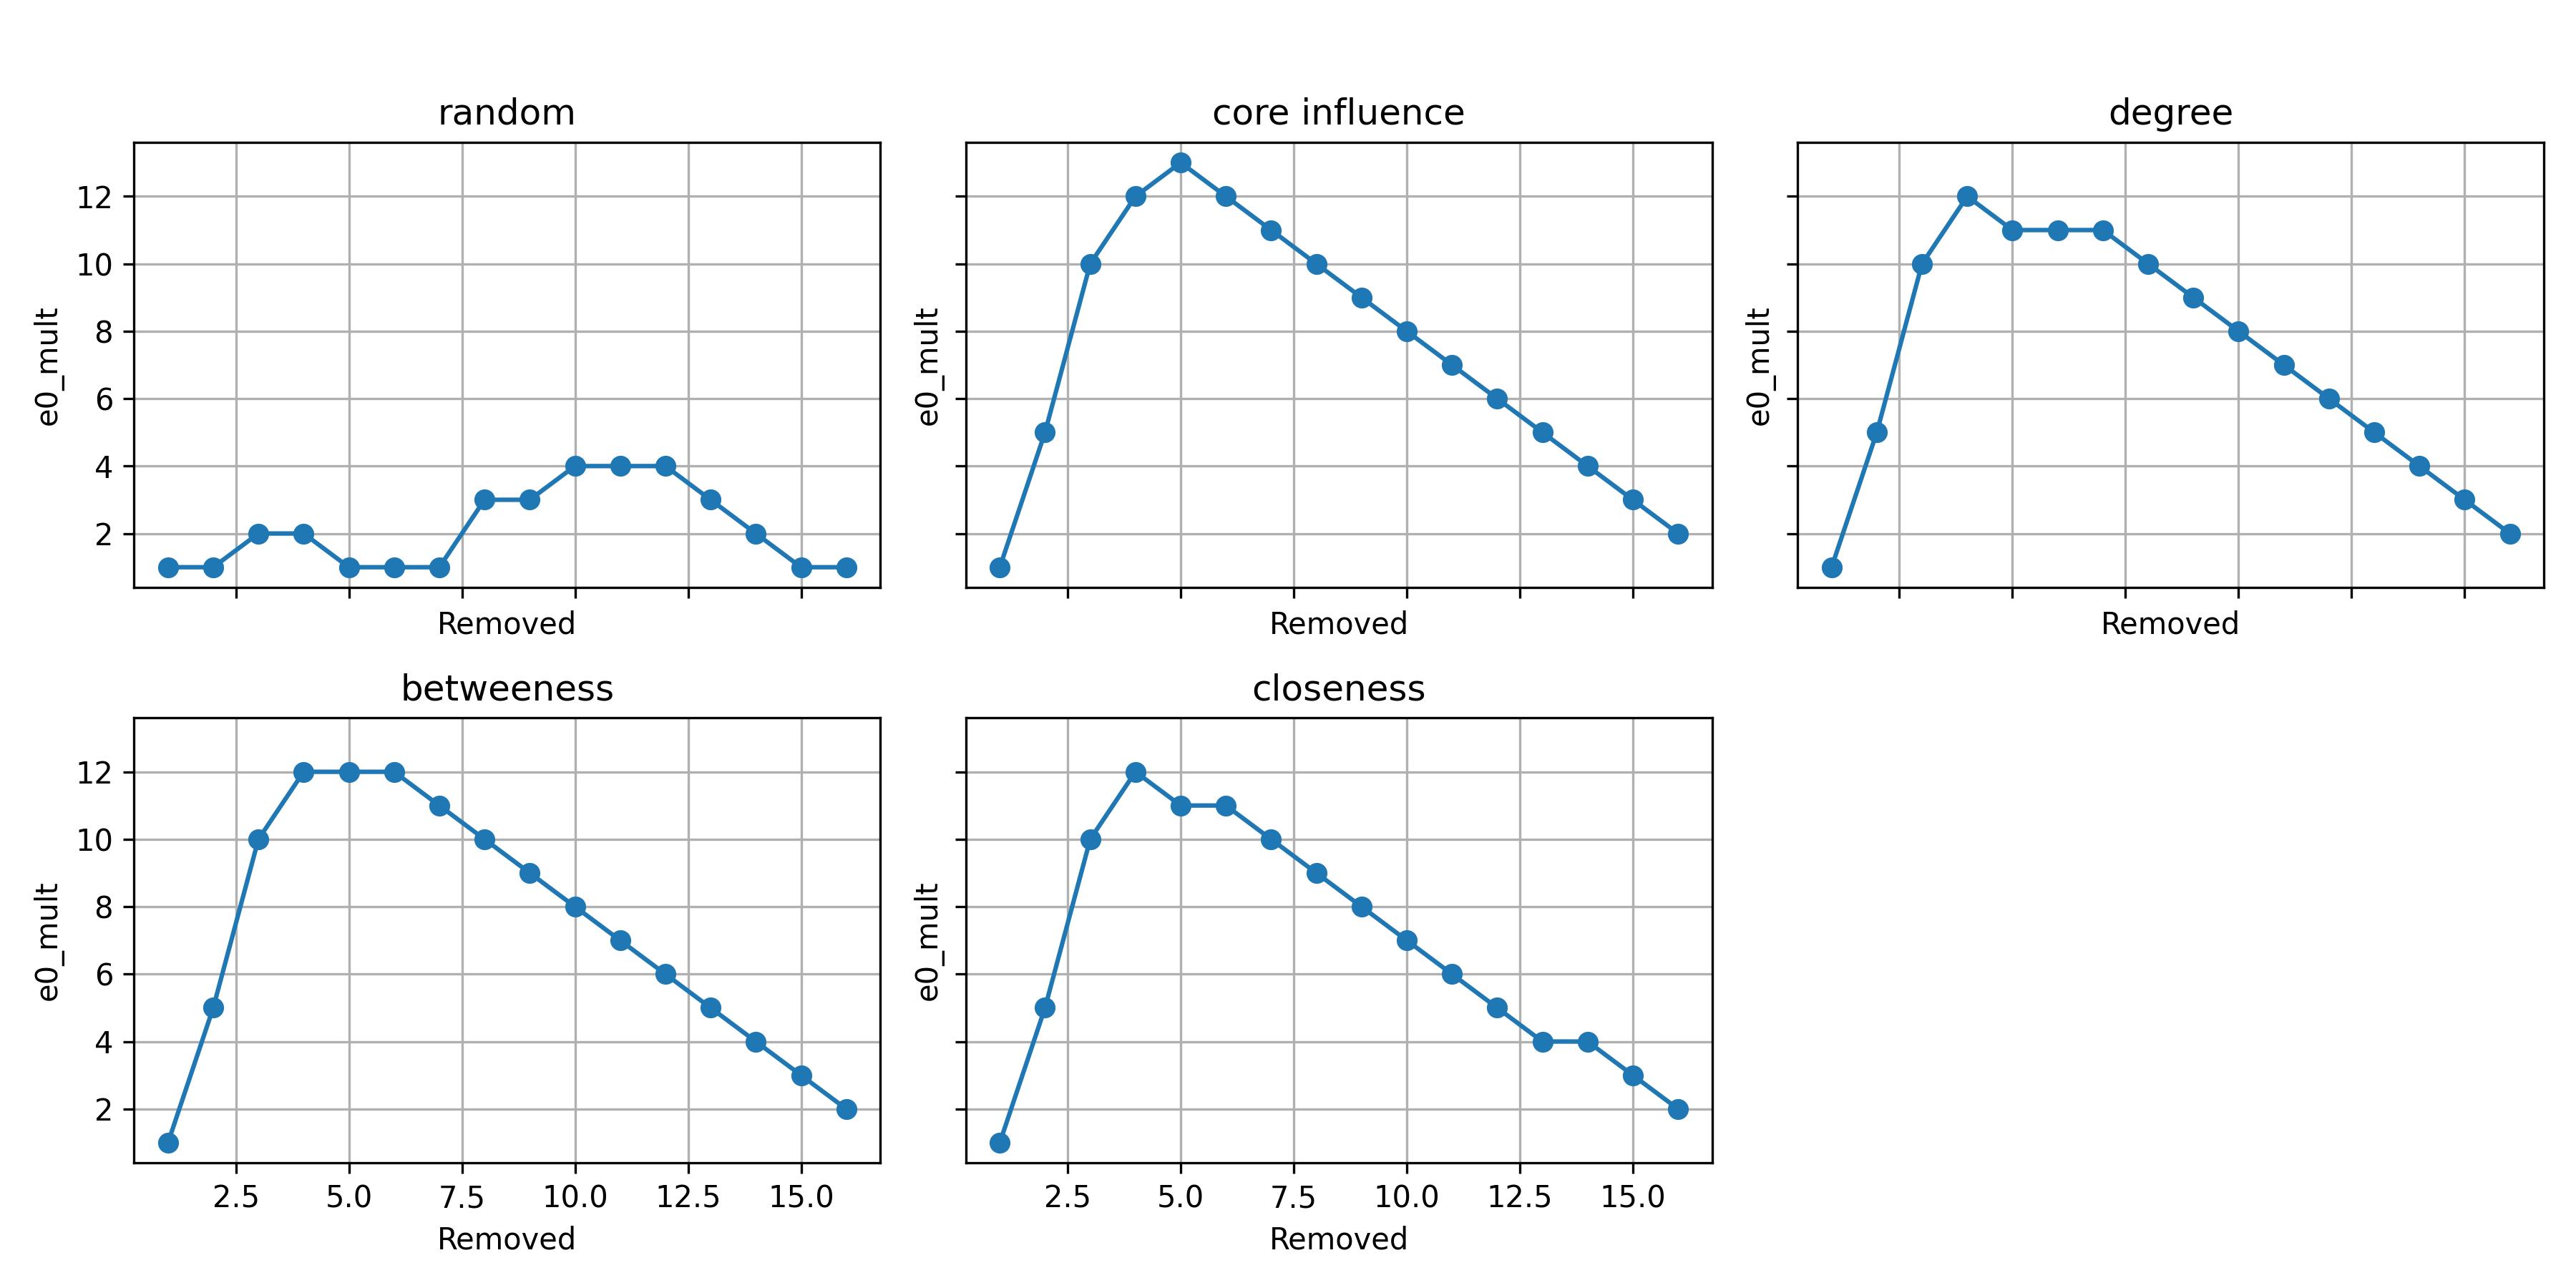 random
core influence
degree
e0_mult
12
10
8
6
4
2
Removed
e0_mult
Removed
e0_mult
Removed
betweeness
closeness
e0_mult
12
10
8
6
4
2
2.5 5.0 7.5 10.0 12.5 15.0
Removed
e0_mult
2.5 5.0 7.5 10.0 12.5 15.0
Removed